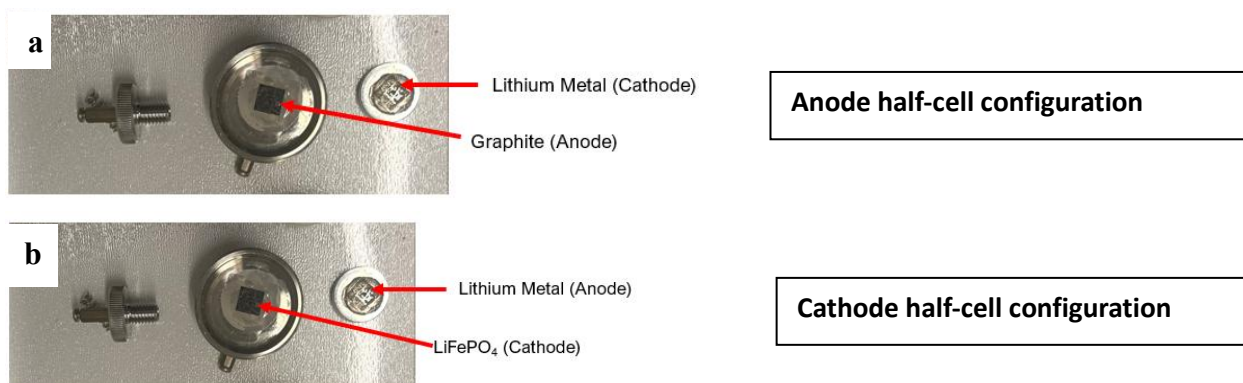 a
Lithium Metal (Cathode)
Graphite (Anode)
Anode half-cell configuration
b
Lithium Metal (Anode)
LiFePO₄ (Cathode)
Cathode half-cell configuration